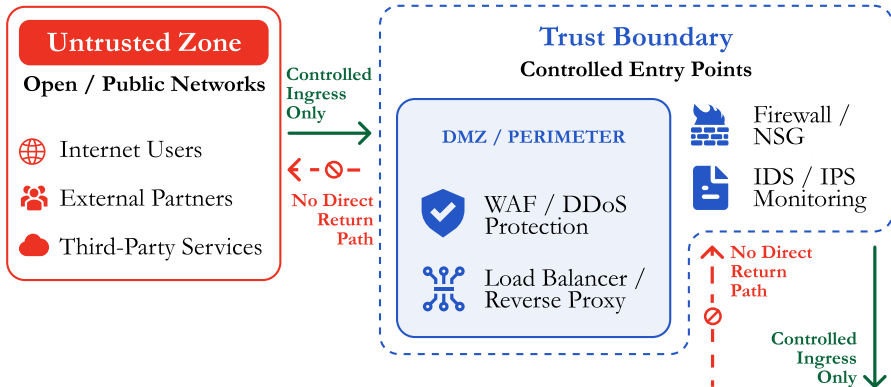 Untrusted Zone
Open / Public Networks
Internet Users
External Partners
Third-Party Services
Controlled
Ingress
Only
No Direct
Return
Path
Trust Boundary
Controlled Entry Points
DMZ / PERIMETER
WAF / DDoS
Protection
Load Balancer /
Reverse Proxy
Firewall /
NSG
IDS / IPS
Monitoring
No Direct
Return
Path
Controlled
Ingress
Only